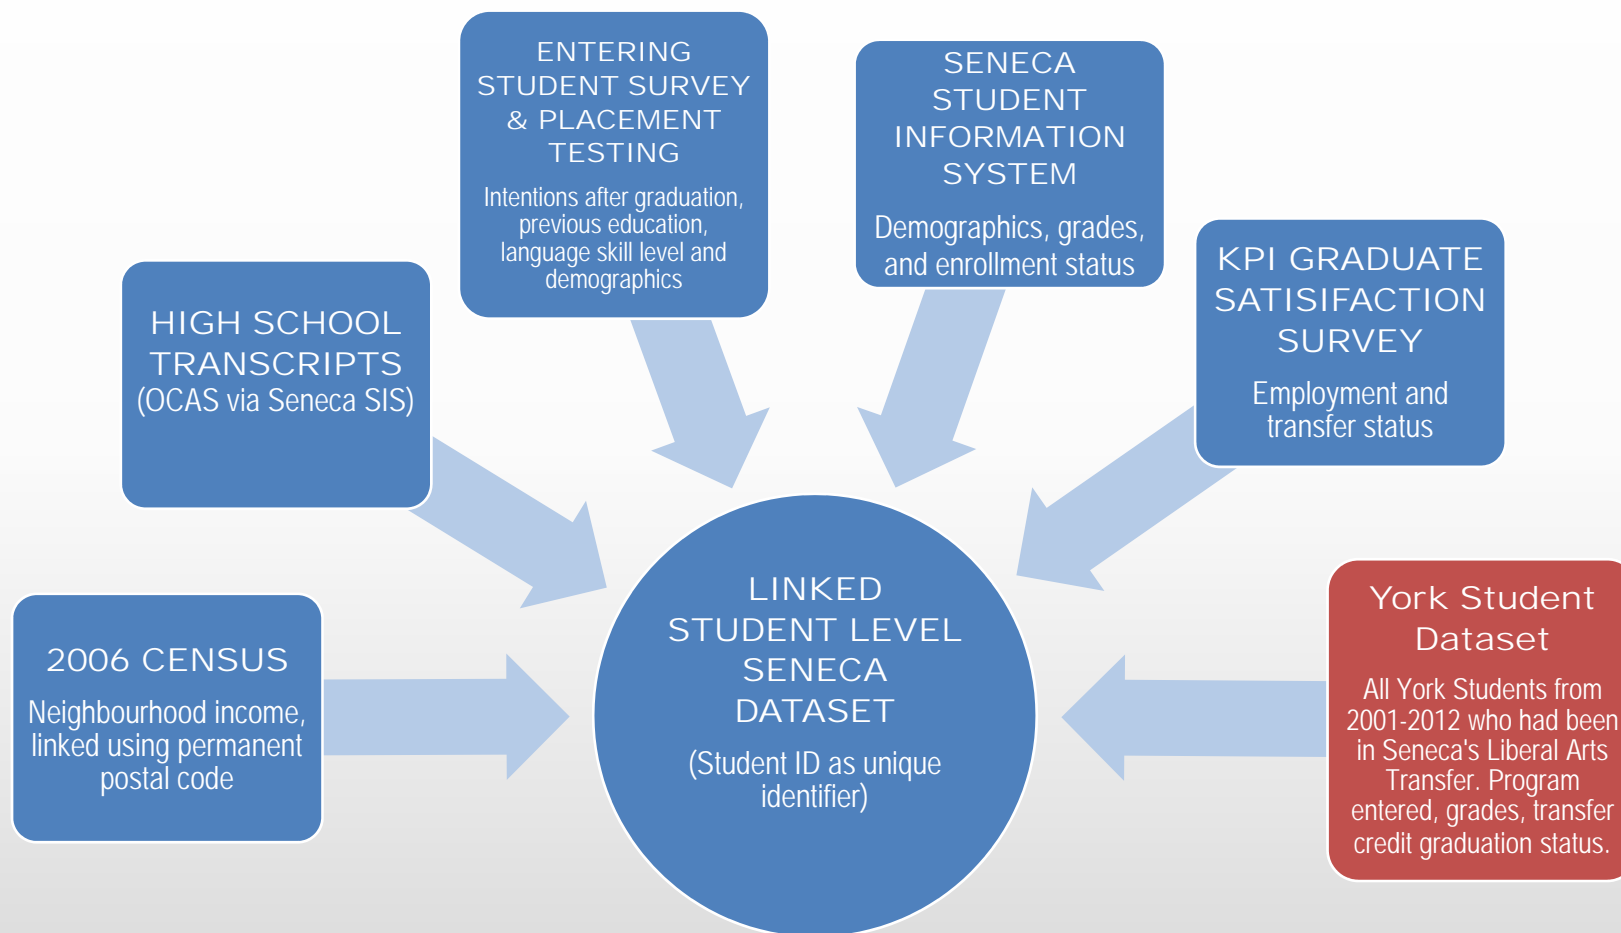 ENTERING
STUDENT SURVEY
& PLACEMENT
TESTING
Intentions after graduation,
previous education,
language skill level and
demographics
SENECA
STUDENT
INFORMATION
SYSTEM
Demographics, grades,
and enrollment status
KPI GRADUATE
SATISIFACTION
SURVEY
Employment and
transfer status
HIGH SCHOOL
TRANSCRIPTS
(OCAS via Seneca SIS)
2006 CENSUS
Neighbourhood income,
linked using permanent
postal code
LINKED
STUDENT LEVEL
SENECA
DATASET
(Student ID as unique
identifier)
York Student
Dataset
All York Students from
2001-2012 who had been
in Seneca's Liberal Arts
Transfer. Program
entered, grades, transfer
credit graduation status.